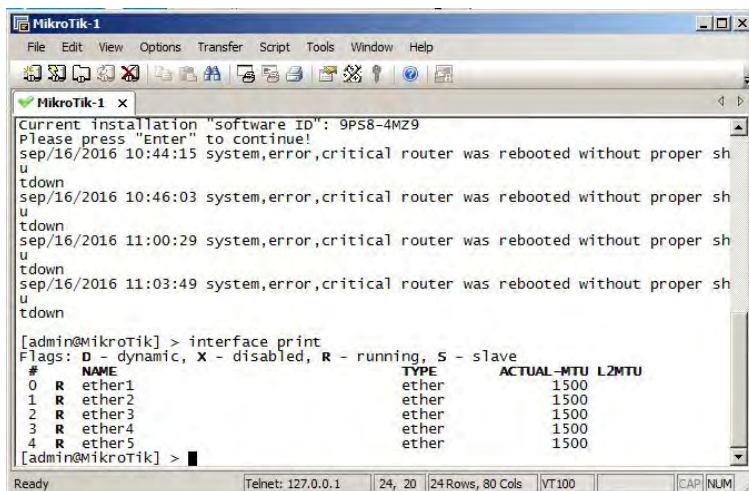 MikroTik-1
File Edit View Options Transfer Script Tools Window Help
MikroTik-1
Current installation "software ID": 9PS8-4MZ9
Please press "Enter" to continue!
sep/16/2016 10:44:15 system,error,critical router was rebooted without proper sh
u
tdown
sep/16/2016 10:46:03 system,error,critical router was rebooted without proper sh
u
tdown
sep/16/2016 11:00:29 system,error,critical router was rebooted without proper sh
u
tdown
sep/16/2016 11:03:49 system,error,critical router was rebooted without proper sh
u
tdown
[admin@MikroTik] > interface print
Flags: D - dynamic, X - disabled, R - running, S - slave
# NAME TYPE ACTUAL-MTU L2MTU
0 R ether1 ether 1500
1 R ether2 ether 1500
2 R ether3 ether 1500
3 R ether4 ether 1500
4 R ether5 ether 1500
[admin@MikroTik] >
Ready Telnet: 127.0.0.1 24, 20 24 Rows, 80 Cols VT100 CAP NUM